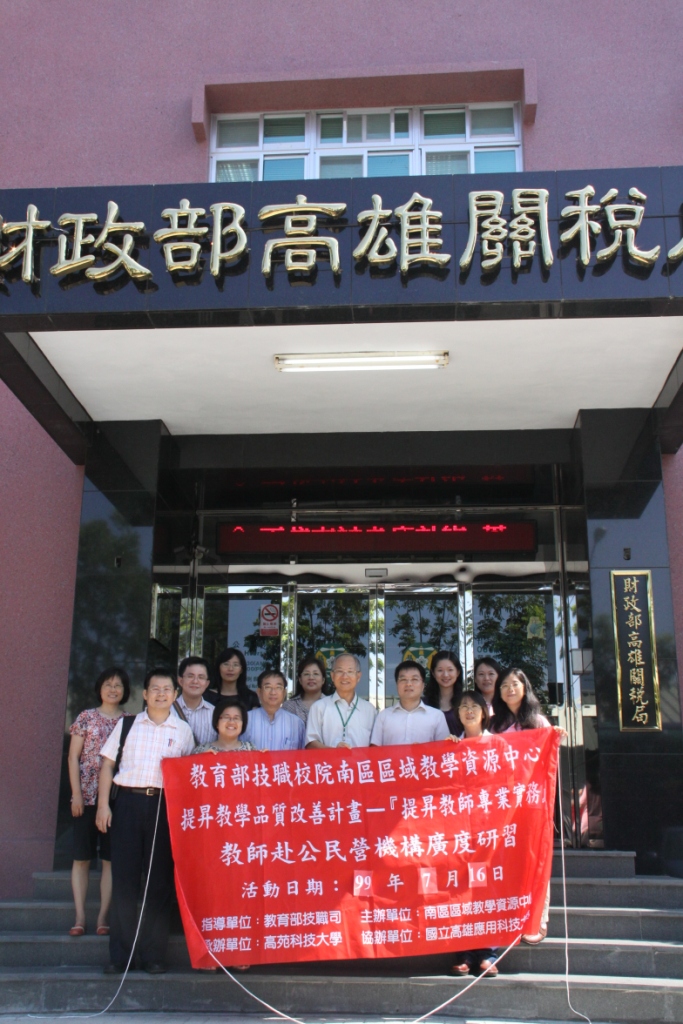 財政部高雄關稅
財政部高雄關稅局
教育部技職校院南區區域教學資源中心
提昇教學品質改善計畫—『提昇教師專業實務』
教師赴公民營機構廣度研習
活動日期：99年7月16日
指導單位：教育部技職司 主辦單位：南區區域教學資源中
承辦單位：高苑科技大學 協辦單位：國立高雄應用科技